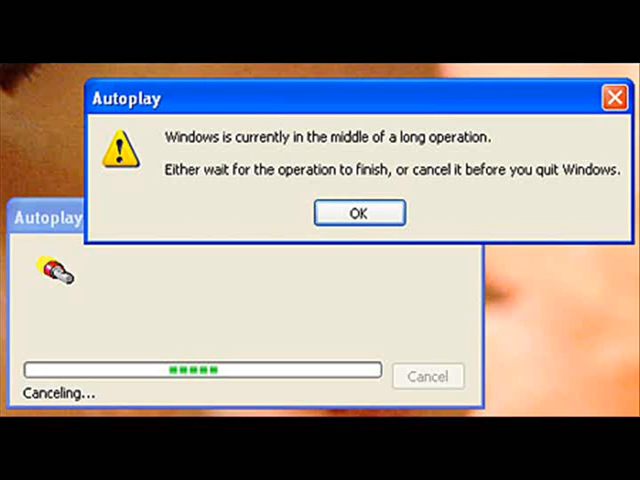 Autoplay
Windows is currently in the middle of a long operation.
Either wait for the operation to finish, or cancel it before you quit Windows.
OK
Autoplay
Cancel
Canceling...